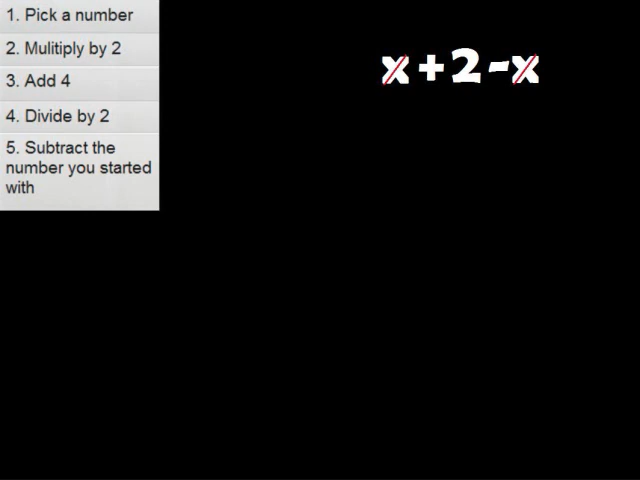 1. Pick a number
2. Mulitiply by 2
3. Add 4
4. Divide by 2
5. Subtract the
number you started
with
x+2-x